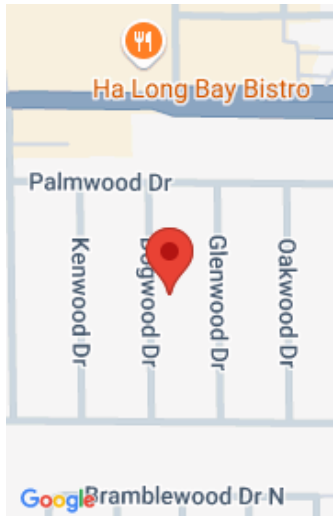 Ha Long Bay Bistro
Palmwood Dr
Kenwood Dr
Dogwood Dr
Glenwood Dr
Oakwood Dr
Google
Bramblewood Dr N